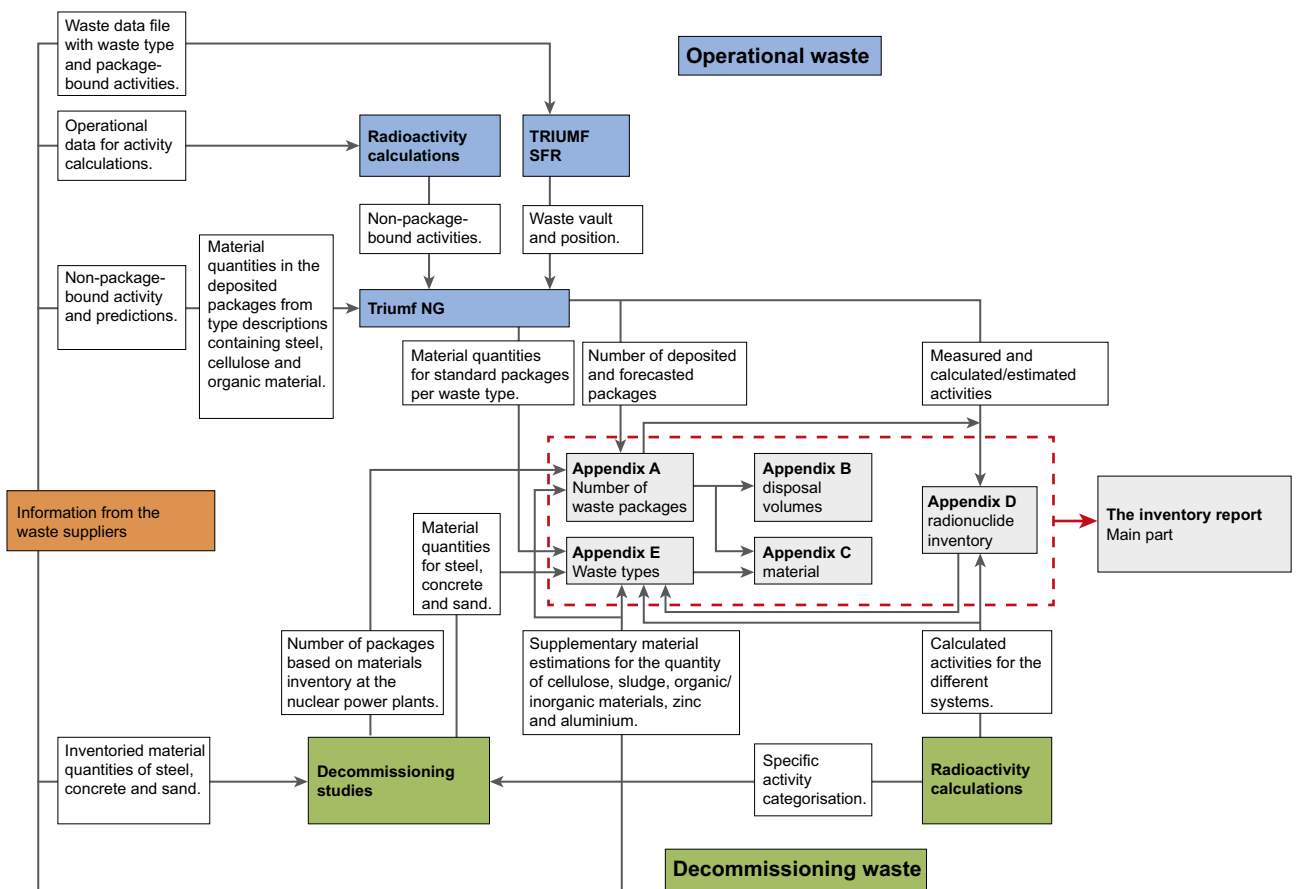 Waste data file
with waste type
and package-
bound activities.
Operational waste
Operational
data for activity
calculations.
Radioactivity
calculations
TRIUMF
SFR
Non-package-
bound activities.
Waste vault
and position.
Non-package-
bound activity
and predictions.
Material
quantities in the
deposited
packages from
type descriptions
containing steel,
cellulose and
organic material.
Triumf NG
Material quantities
for standard packages
per waste type.
Number of deposited
and forecasted
packages
Measured and
calculated/estimated
activities
Appendix A
Number of
waste packages
Appendix B
disposal
volumes
Appendix D
radionuclide
inventory
The inventory report
Main part
Information from the
waste suppliers
Material
quantities
for steel,
concrete
and sand.
Appendix E
Waste types
Appendix C
material
Number of packages
based on materials
inventory at the
nuclear power plants.
Supplementary material
estimations for the quantity
of cellulose, sludge, organic/
inorganic materials, zinc
and aluminium.
Calculated
activities for the
different
systems.
Inventoried material
quantities of steel,
concrete and sand.
Decommissioning
studies
Specific
activity
categorisation.
Radioactivity
calculations
Decommissioning waste